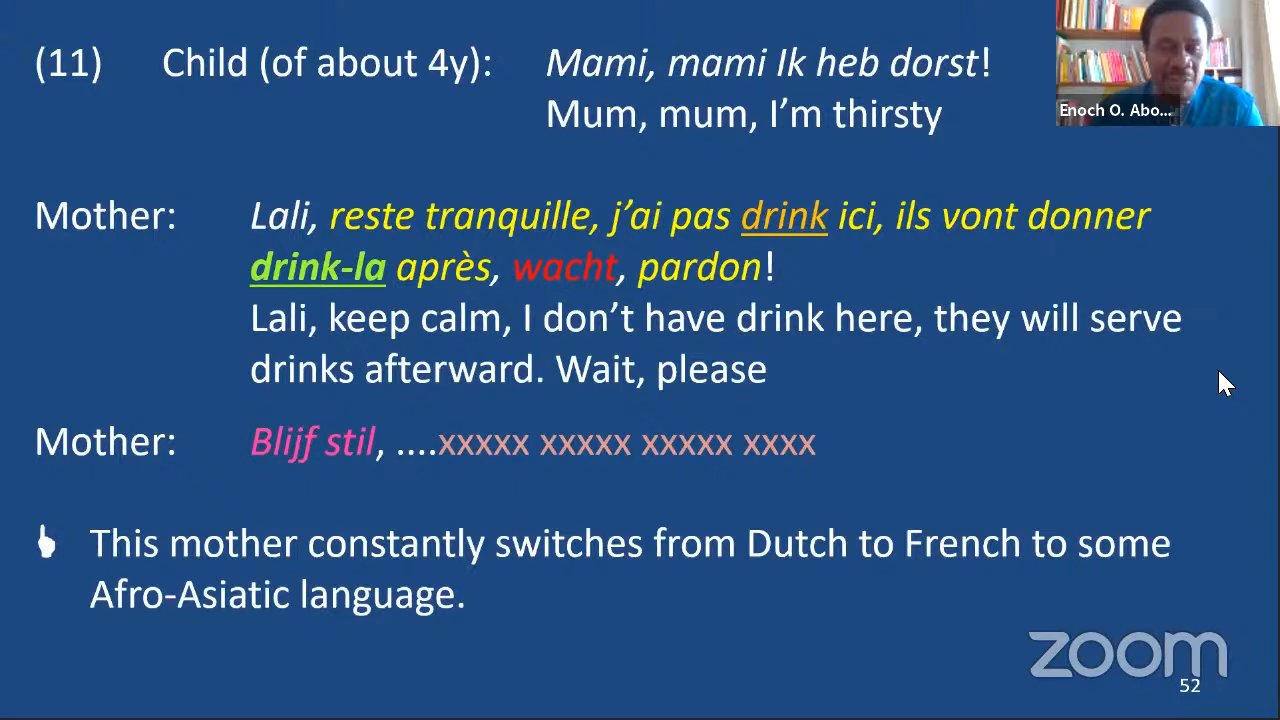 (11) Child (of about 4y): Mami, mami Ik heb dorst!
Mum, mum, I’m thirsty
Enoch O. Abo...
Mother: Lali, reste tranquille, j’ai pas drink ici, ils vont donner
drink-la après, wacht, pardon!
Lali, keep calm, I don’t have drink here, they will serve
drinks afterward. Wait, please
Mother: Blijf stil, ....xxxxx xxxxx xxxxx xxxx
This mother constantly switches from Dutch to French to some
Afro-Asiatic language.
zoom
52